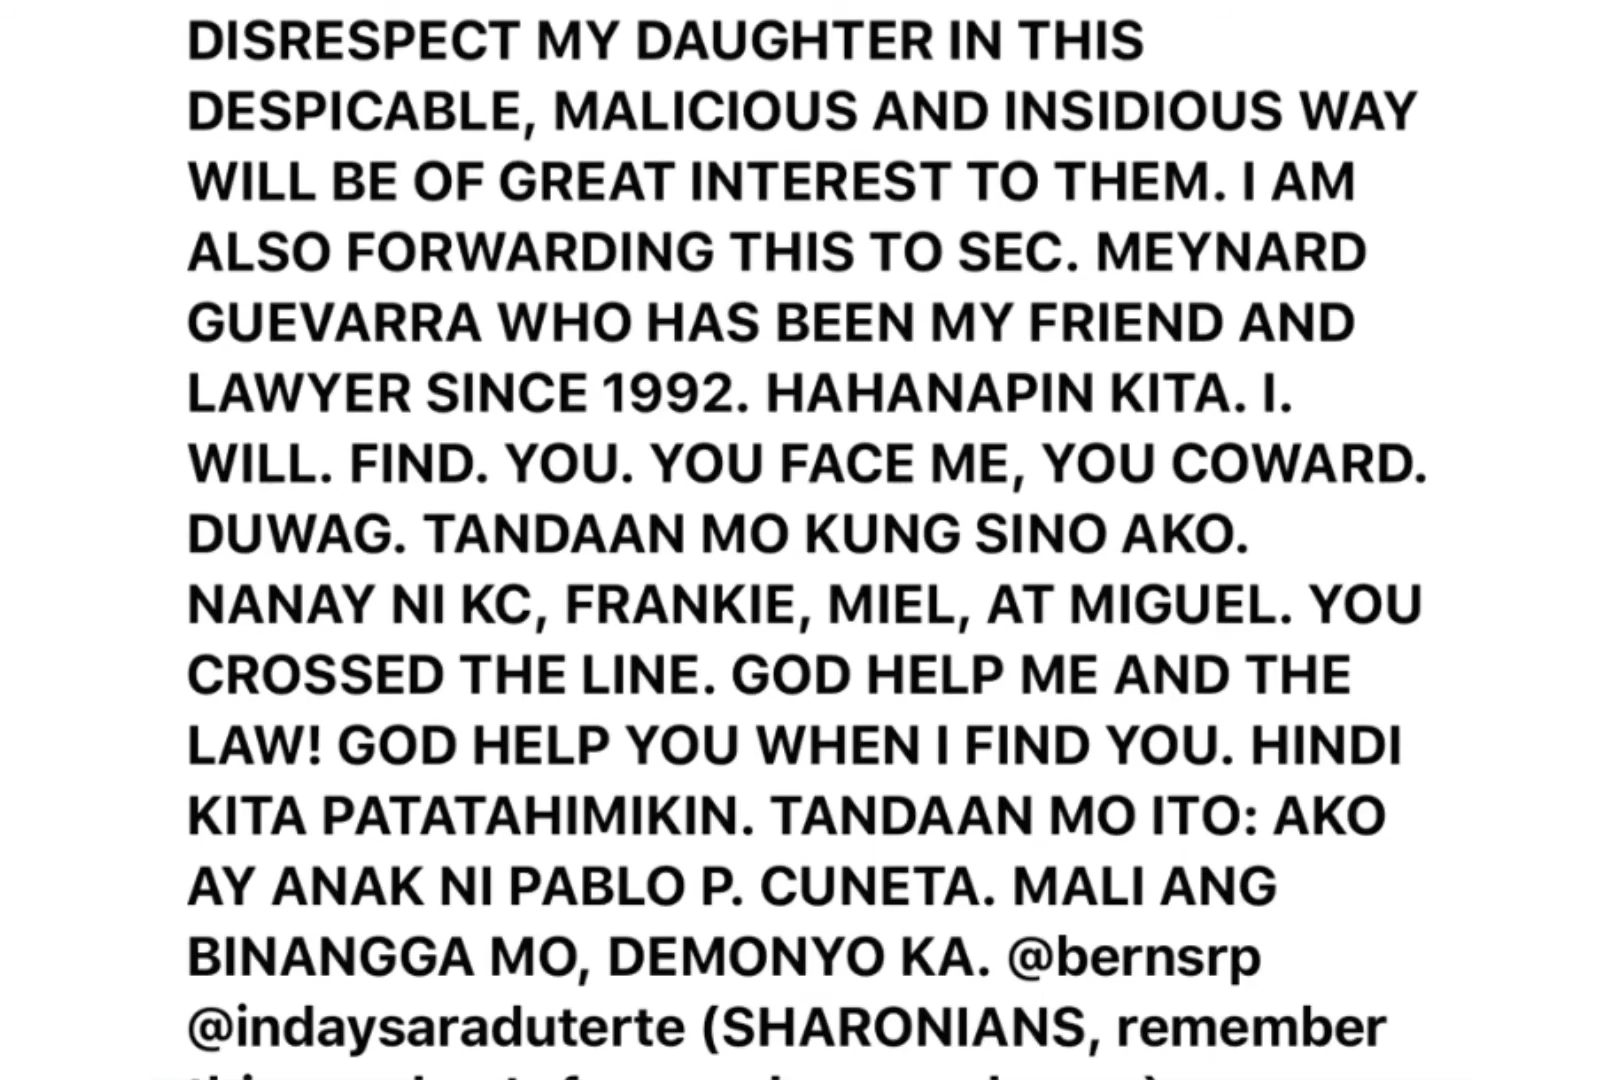 DISRESPECT MY DAUGHTER IN THIS
DESPICABLE, MALICIOUS AND INSIDIOUS WAY
WILL BE OF GREAT INTEREST TO THEM. I AM
ALSO FORWARDING THIS TO SEC. MEYNARD
GUEVARRA WHO HAS BEEN MY FRIEND AND
LAWYER SINCE 1992. HAHANAPIN KITA. I.
WILL. FIND. YOU. YOU FACE ME, YOU COWARD.
DUWAG. TANDAAN MO KUNG SINO AKO.
NANAY NI KC, FRANKIE, MIEL, AT MIGUEL. YOU
CROSSED THE LINE. GOD HELP ME AND THE
LAW! GOD HELP YOU WHEN I FIND YOU. HINDI
KITA PATATAHIMIKIN. TANDAAN MO ITO: AKO
AY ANAK NI PABLO P. CUNETA. MALI ANG
BINANGGA MO, DEMONYO KA. @bernsrp
@indaysaraduterte (SHARONIANS, remember